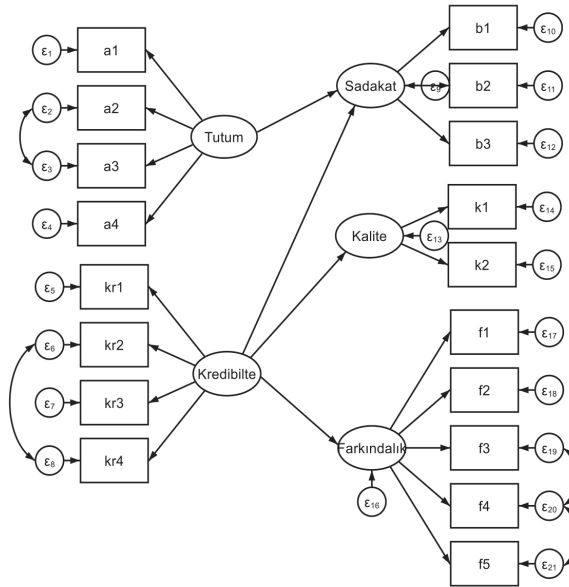 ε1
a1
ε2
a2
ε3
a3
ε4
a4
Tutum
ε5
kr1
ε6
kr2
ε7
kr3
ε8
kr4
Kredibilte
Sadakat
ε9
b1
ε10
b2
ε11
b3
ε12
Kalite
ε13
k1
ε14
k2
ε15
Farkındalık
ε16
f1
ε17
f2
ε18
f3
ε19
f4
ε20
f5
ε21